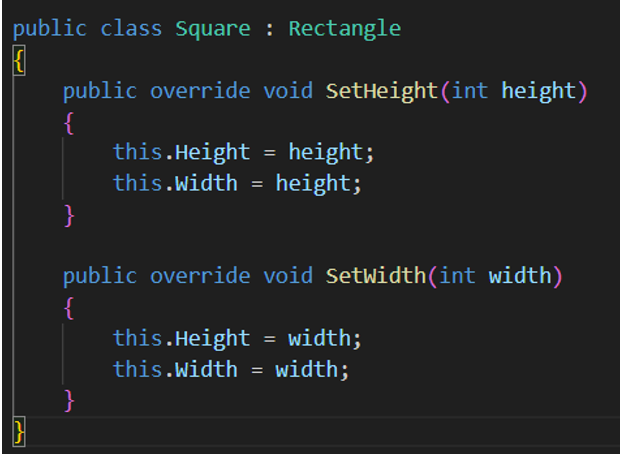 public class Square : Rectangle
{
    public override void SetHeight(int height)
    {
        this.Height = height;
        this.Width = height;
    }

    public override void SetWidth(int width)
    {
        this.Height = width;
        this.Width = width;
    }
}